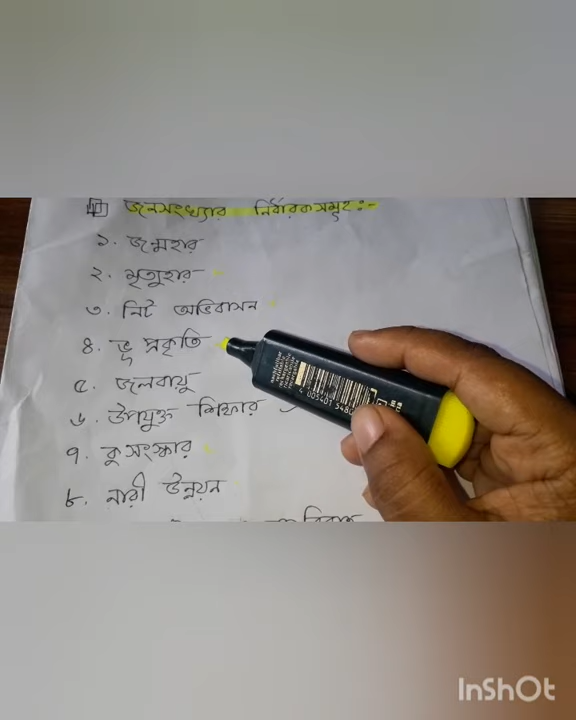 জনসংখ্যার নির্ধারকসমূহ :-
১. জন্মহার
২. মৃত্যুহার
৩. নিট অভিবাসন
৪. ভূ প্রকৃতি
৫. জলবায়ু
৬. উপযুক্ত শিক্ষার
৭. কুসংস্কার
৮. নারী উন্নয়ন
InShOt